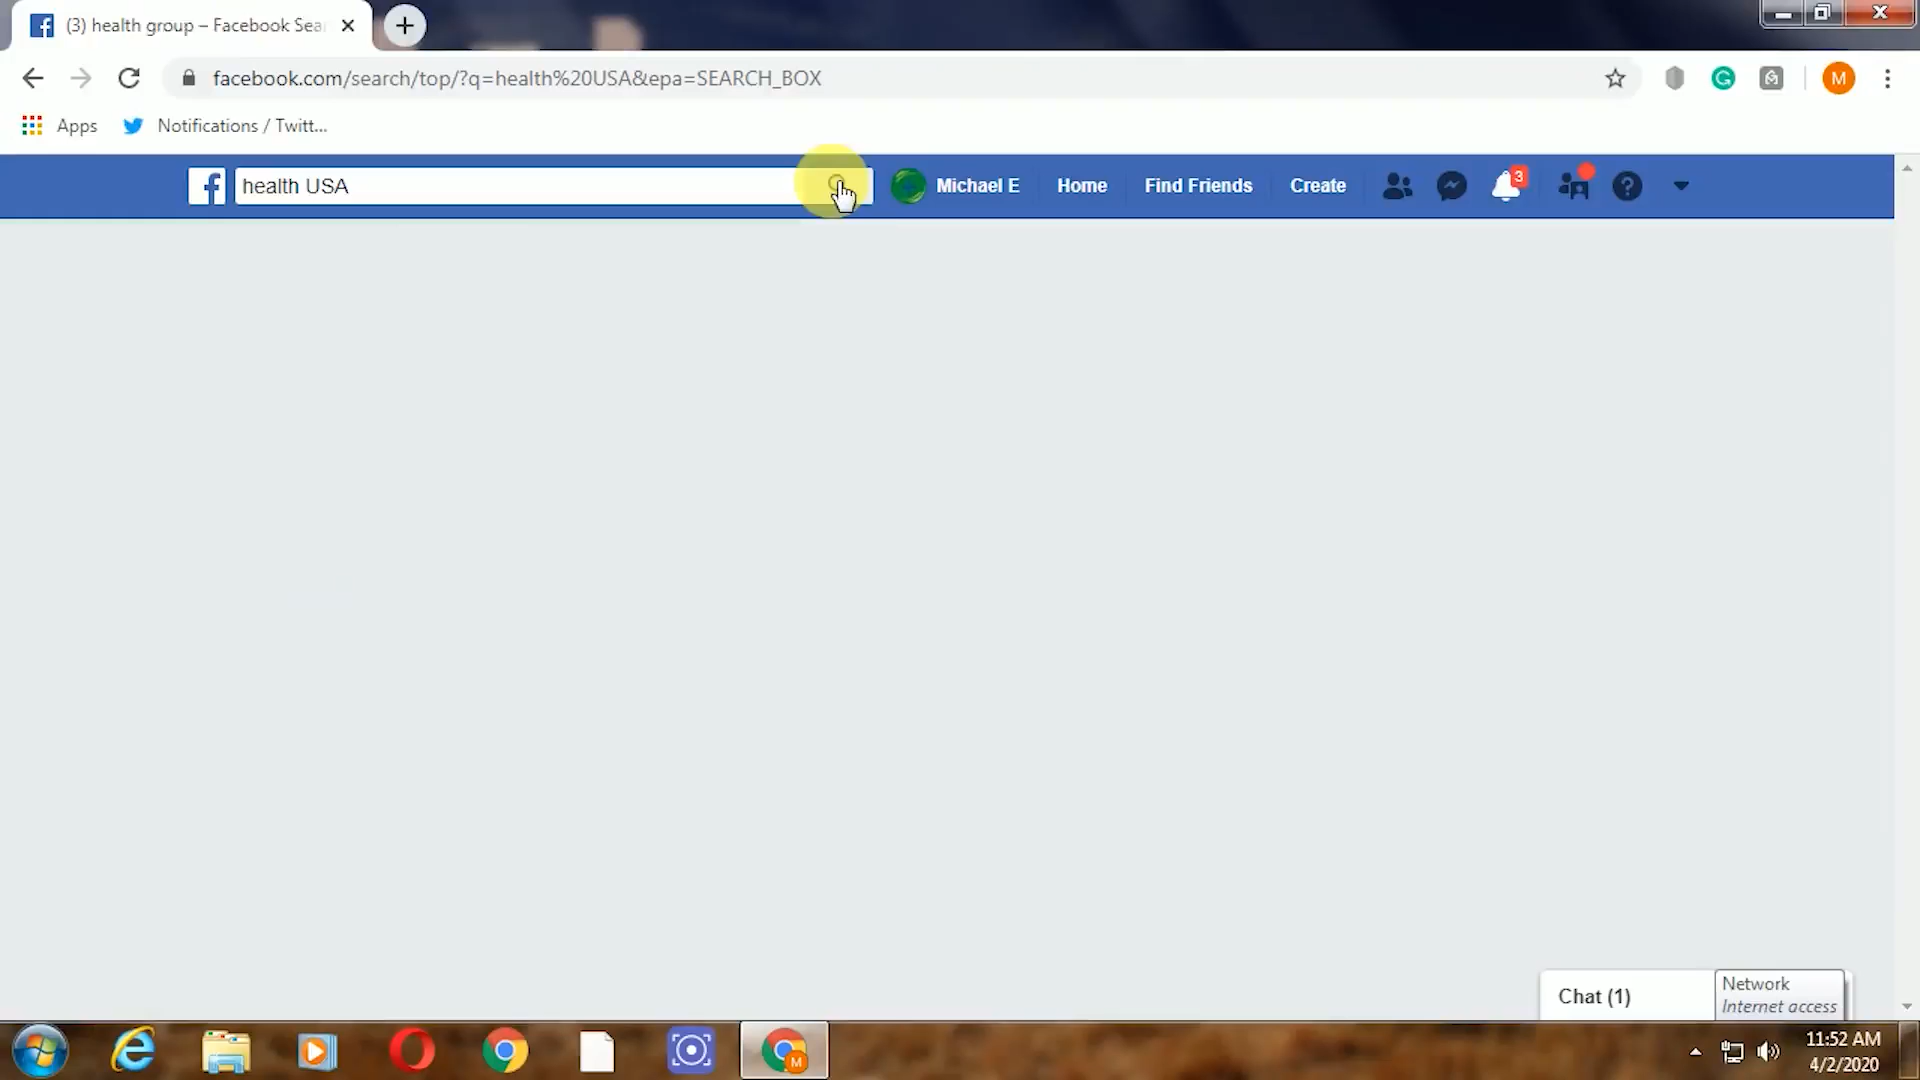 (3) health group – Facebook Sea
facebook.com/search/top/?q=health%20USA&epa=SEARCH_BOX
M
Apps
Notifications / Twitt...
health USA
Michael E
Home
Find Friends
Create
3
Chat (1)
Network
Internet access
M
11:52 AM
4/2/2020